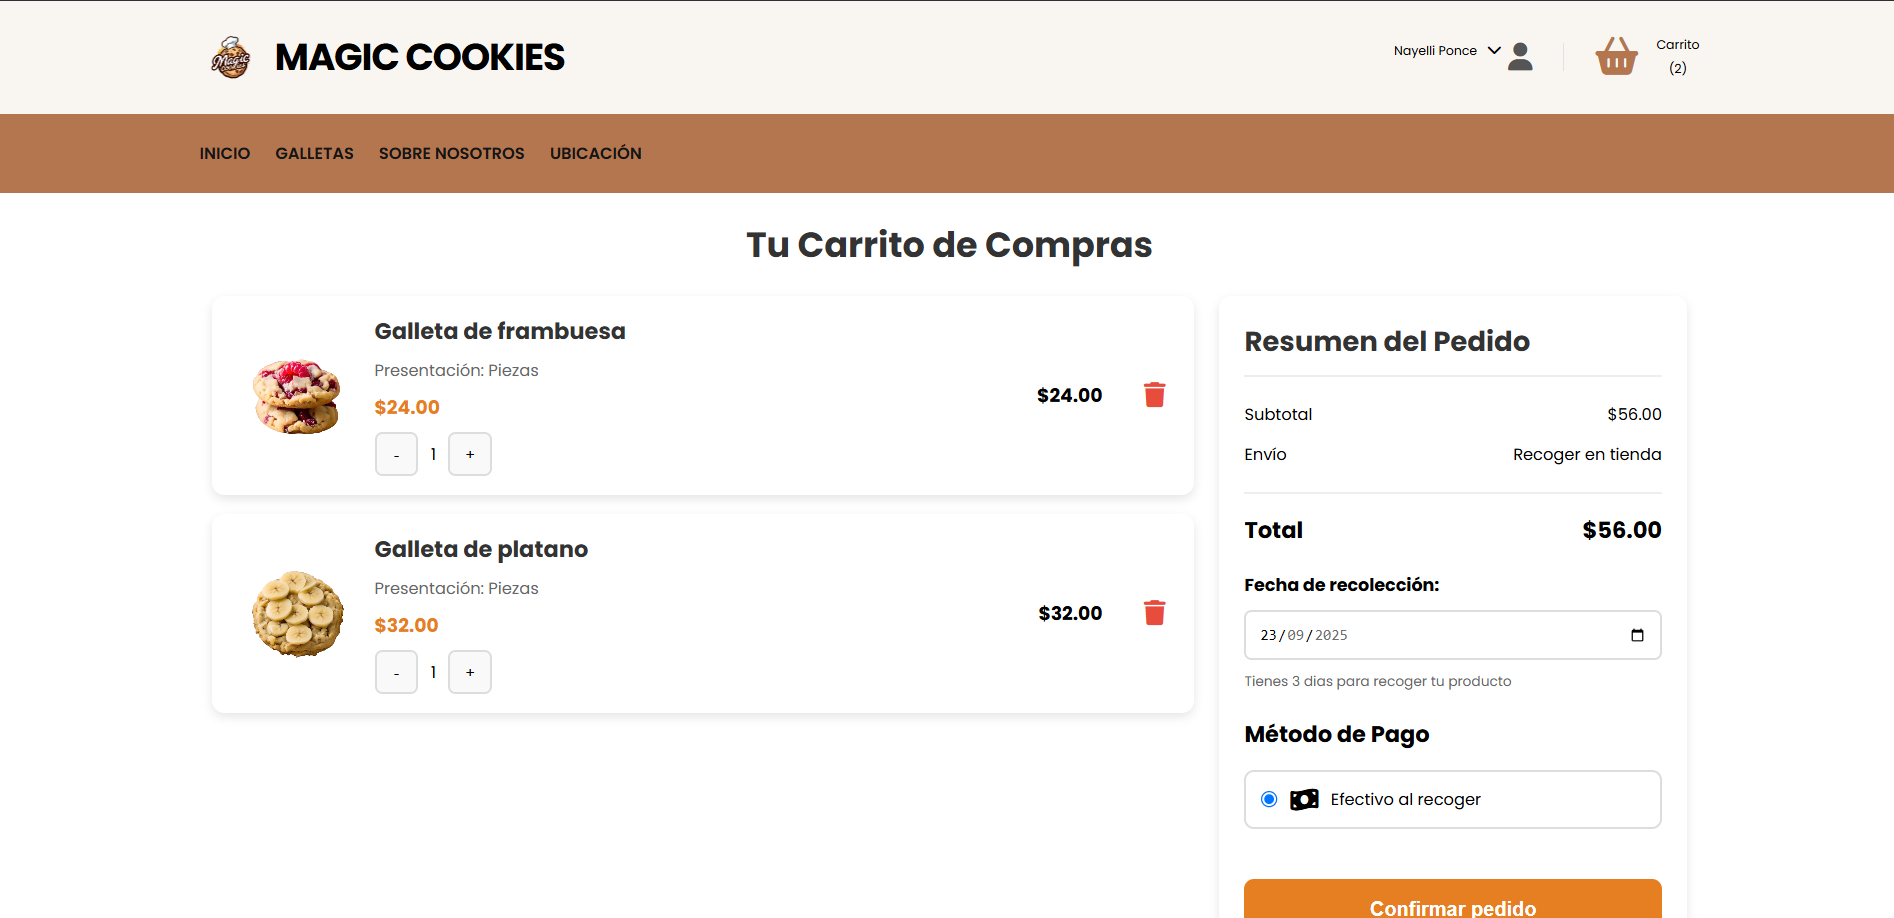 Magic
COOKIES
MAGIC COOKIES
Nayelli Ponce
Carrito
(2)
INICIO GALLETAS SOBRE NOSOTROS UBICACIÓN
Tu Carrito de Compras
Galleta de frambuesa
Presentación: Piezas
$24.00
- 1 +
$24.00
Galleta de platano
Presentación: Piezas
$32.00
- 1 +
$32.00
Resumen del Pedido
Subtotal $56.00
Envío Recoger en tienda
Total $56.00
Fecha de recolección:
23/09/2025
Tienes 3 dias para recoger tu producto
Método de Pago
Efectivo al recoger
Confirmar pedido